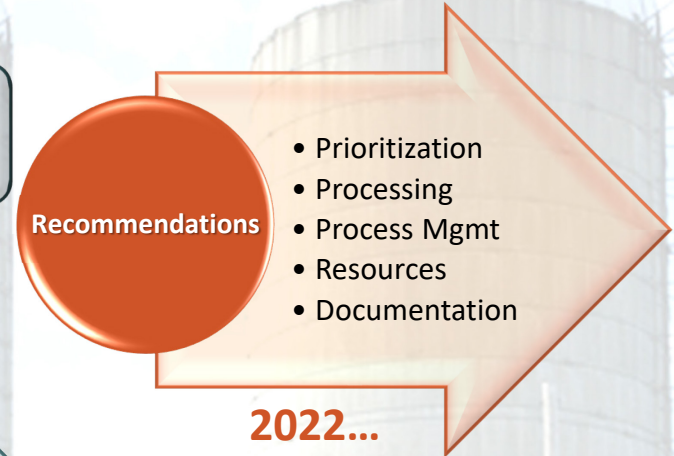 Recommendations
• Prioritization
• Processing
• Process Mgmt
• Resources
• Documentation
2022...